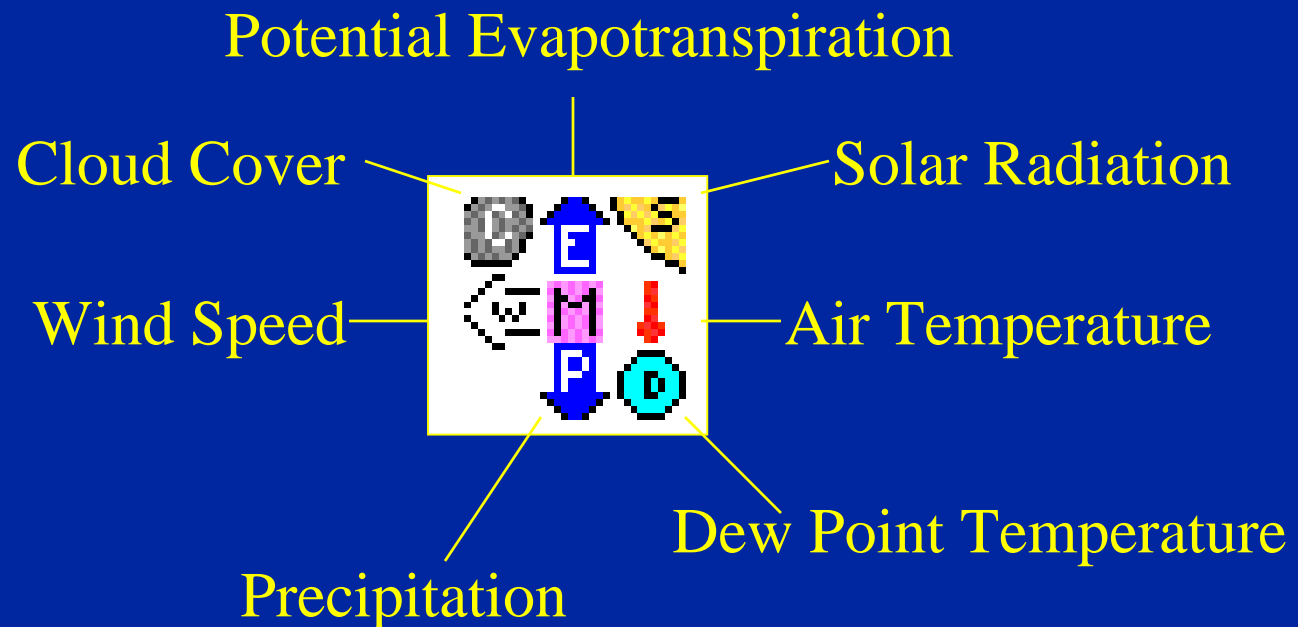 Potential Evapotranspiration
Cloud Cover
Solar Radiation
C E S
Wind Speed
W M
Air Temperature
P D
Dew Point Temperature
Precipitation